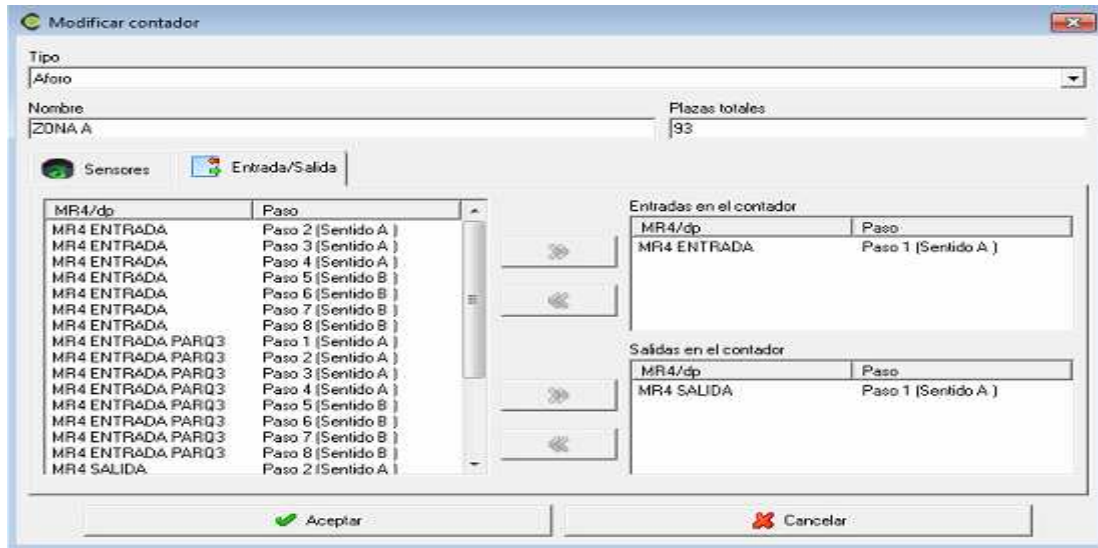 Modificar contador
Tipo
Aforo
Nombre Plazas totales
ZONA A 93
Sensores Entrada/Salida
MR4/dp Paso
MR4 ENTRADA Paso 2 (Sentido A )
MR4 ENTRADA Paso 3 (Sentido A )
MR4 ENTRADA Paso 4 (Sentido A )
MR4 ENTRADA Paso 5 (Sentido B )
MR4 ENTRADA Paso 6 (Sentido B )
MR4 ENTRADA Paso 7 (Sentido B )
MR4 ENTRADA Paso 8 (Sentido B )
MR4 ENTRADA PARQ3 Paso 1 (Sentido A )
MR4 ENTRADA PARQ3 Paso 2 (Sentido A )
MR4 ENTRADA PARQ3 Paso 3 (Sentido A )
MR4 ENTRADA PARQ3 Paso 4 (Sentido A )
MR4 ENTRADA PARQ3 Paso 5 (Sentido B )
MR4 ENTRADA PARQ3 Paso 6 (Sentido B )
MR4 ENTRADA PARQ3 Paso 7 (Sentido B )
MR4 ENTRADA PARQ3 Paso 8 (Sentido B )
MR4 SALIDA Paso 2 (Sentido A )
Entradas en el contador
MR4/dp Paso
MR4 ENTRADA Paso 1 (Sentido A )
Salidas en el contador
MR4/dp Paso
MR4 SALIDA Paso 1 (Sentido A )
Aceptar Cancelar